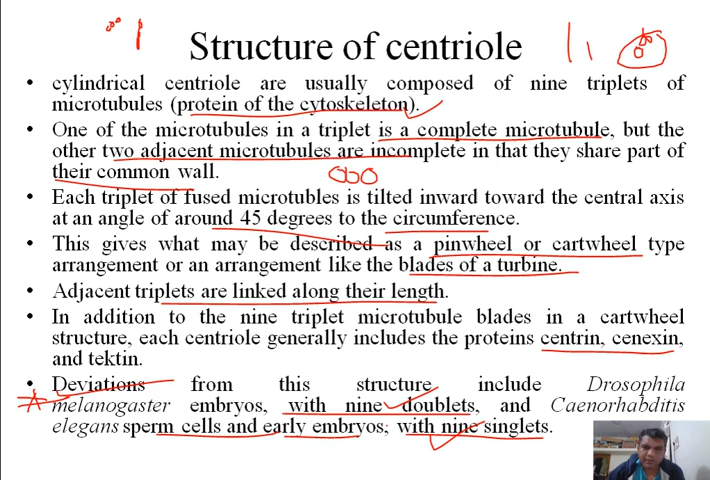 Structure of centriole
• cylindrical centriole are usually composed of nine triplets of
microtubules (protein of the cytoskeleton).
• One of the microtubules in a triplet is a complete microtubule, but the
other two adjacent microtubules are incomplete in that they share part of
their common wall.
• Each triplet of fused microtubles is tilted inward toward the central axis
at an angle of around 45 degrees to the circumference.
• This gives what may be described as a pinwheel or cartwheel type
arrangement or an arrangement like the blades of a turbine.
• Adjacent triplets are linked along their length.
• In addition to the nine triplet microtubule blades in a cartwheel
structure, each centriole generally includes the proteins centrin, cenexin,
and tektin.
• Deviations from this structure include Drosophila
melanogaster embryos, with nine doublets, and Caenorhabditis
elegans sperm cells and early embryos; with nine singlets.